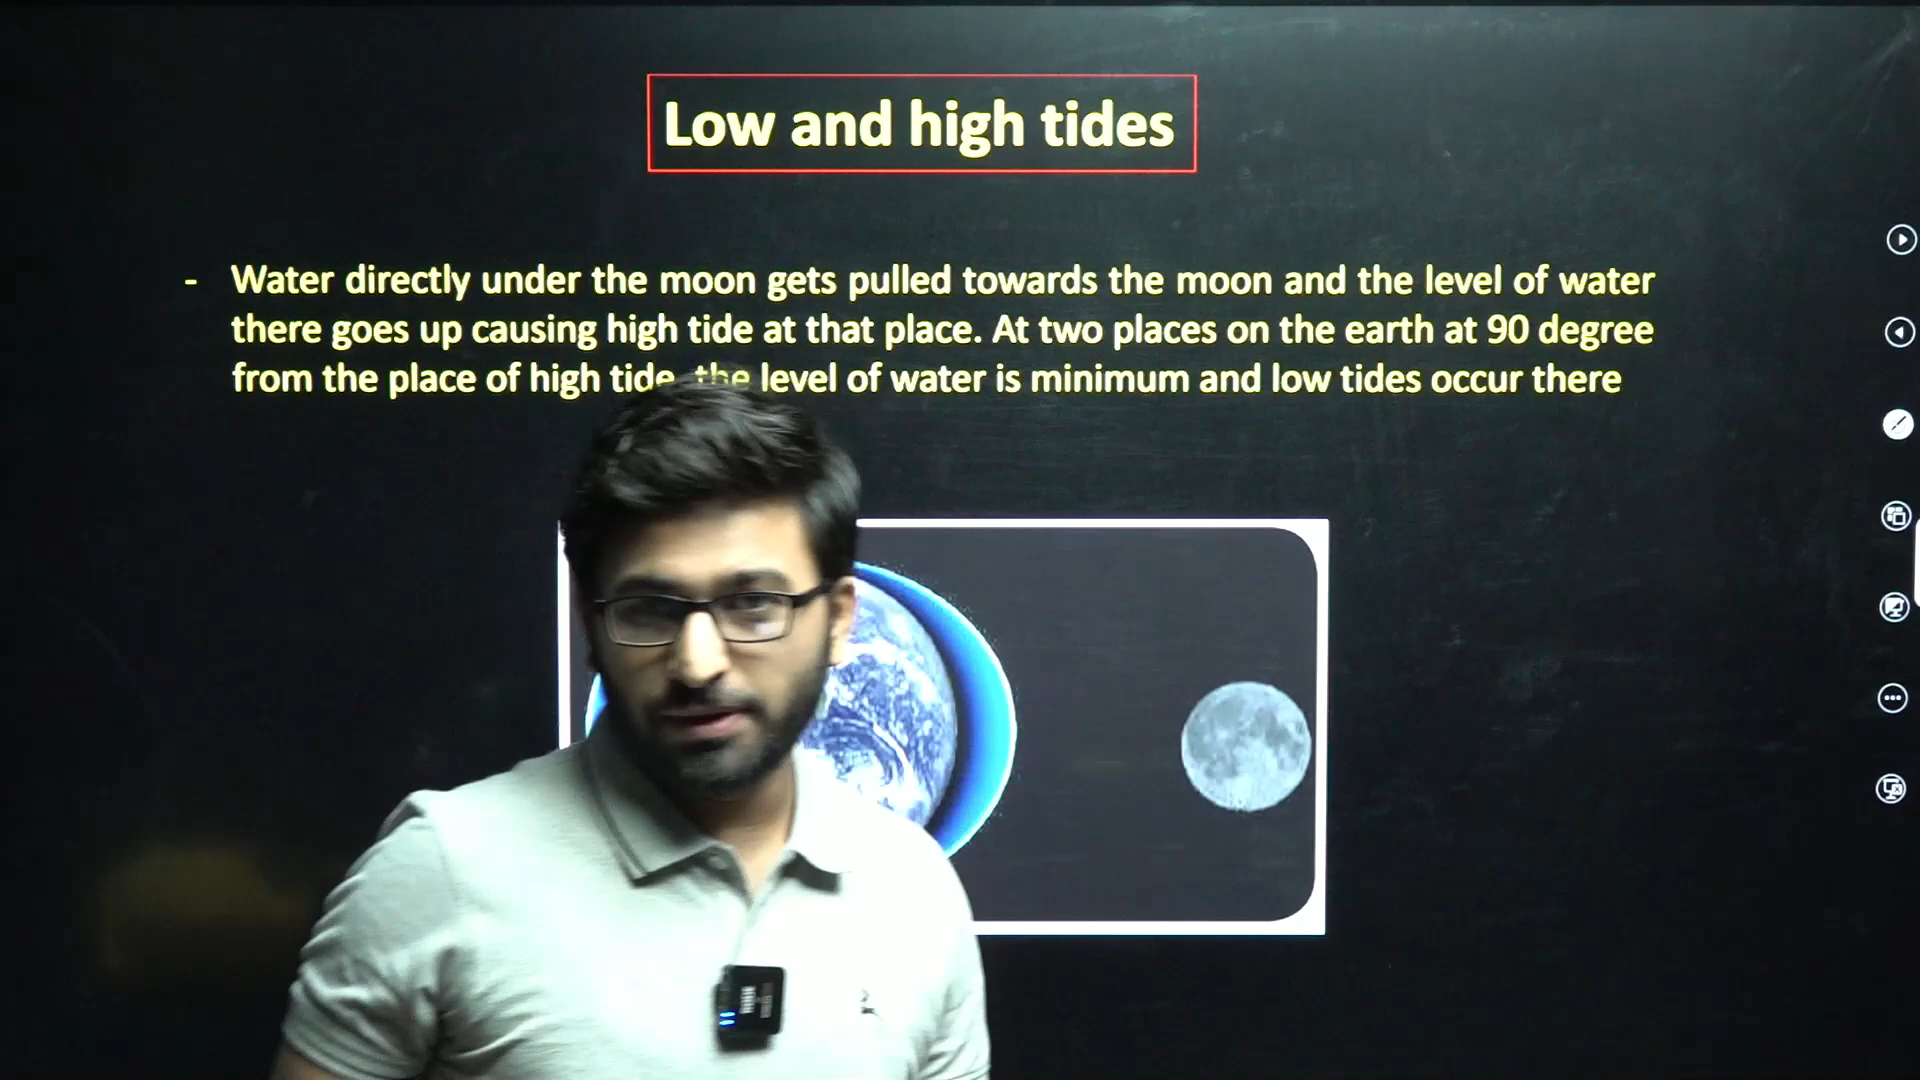 Low and high tides
- Water directly under the moon gets pulled towards the moon and the level of water
there goes up causing high tide at that place. At two places on the earth at 90 degree
from the place of high tide, the level of water is minimum and low tides occur there